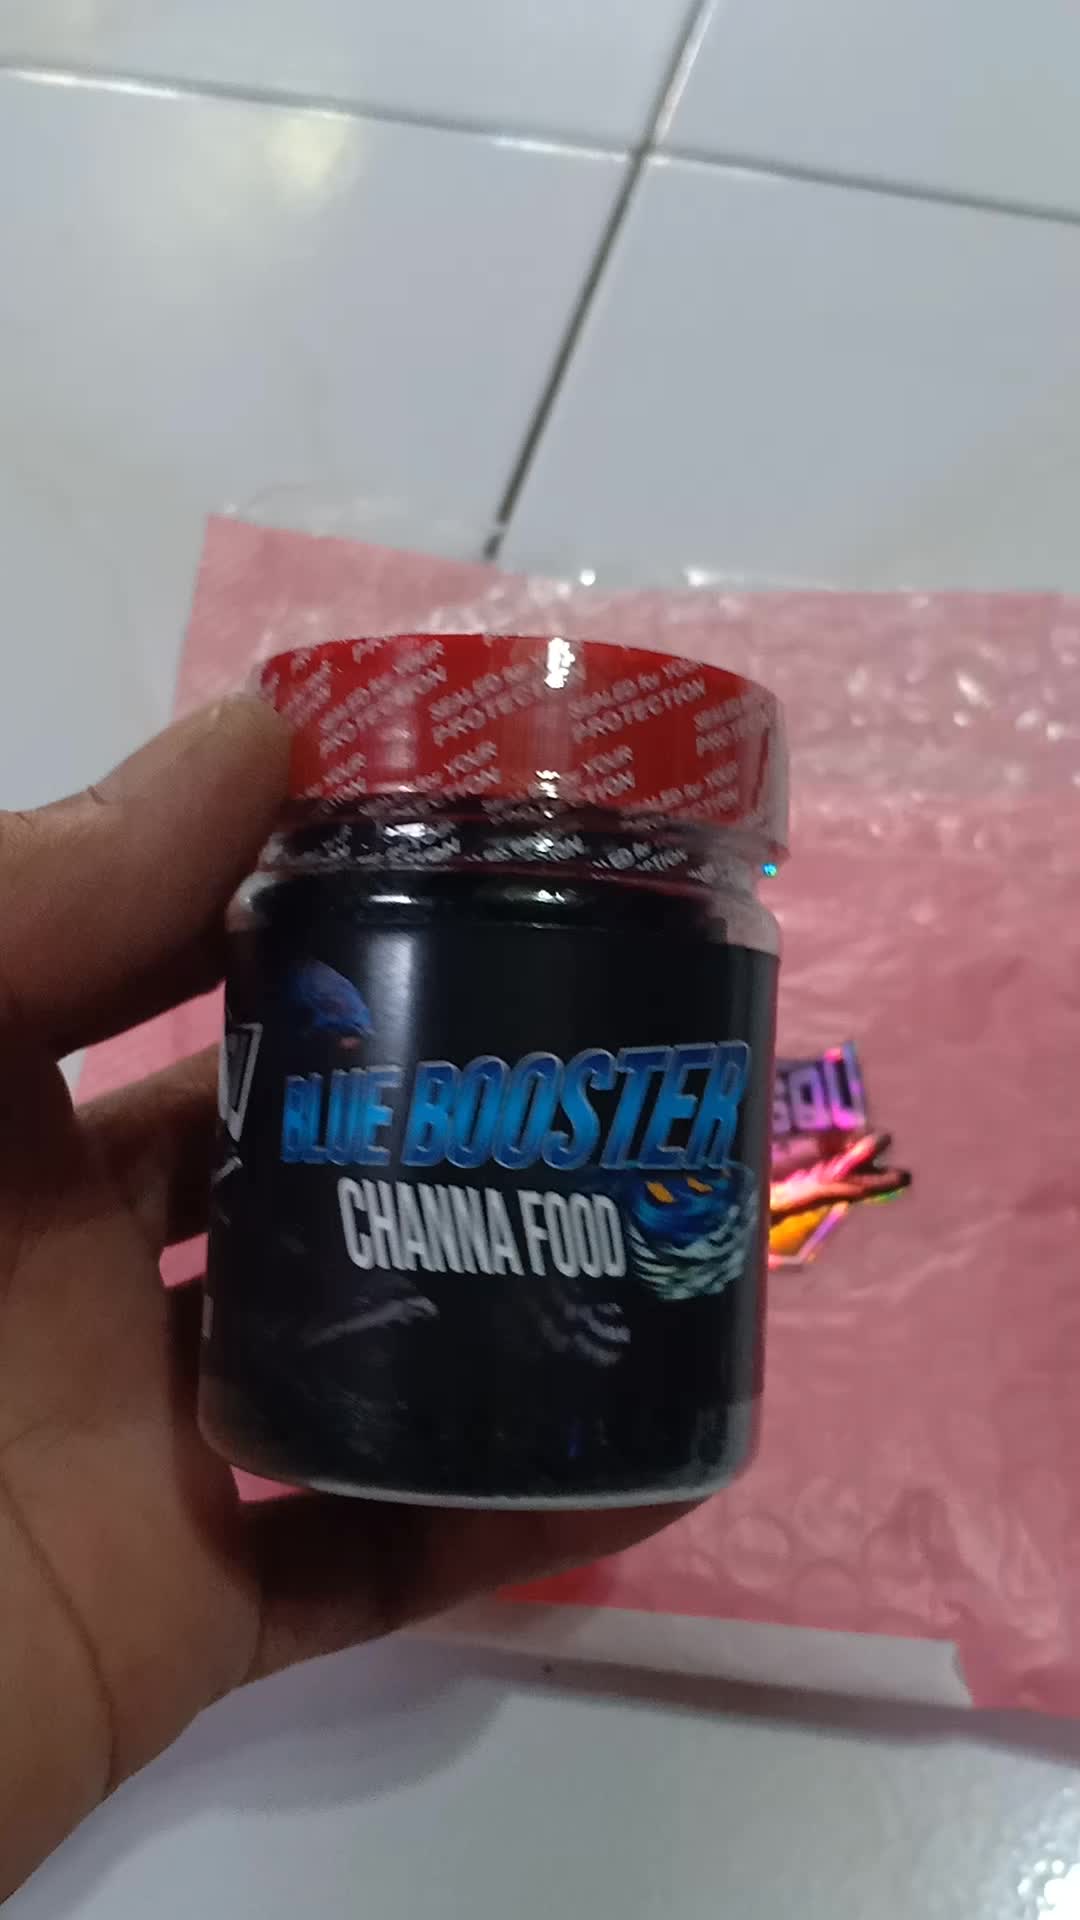 SEALED for YOUR
PROTECTION
SEALED for YOUR
PROTECTION
BLUE BOOSTER
CHANNA FOOD